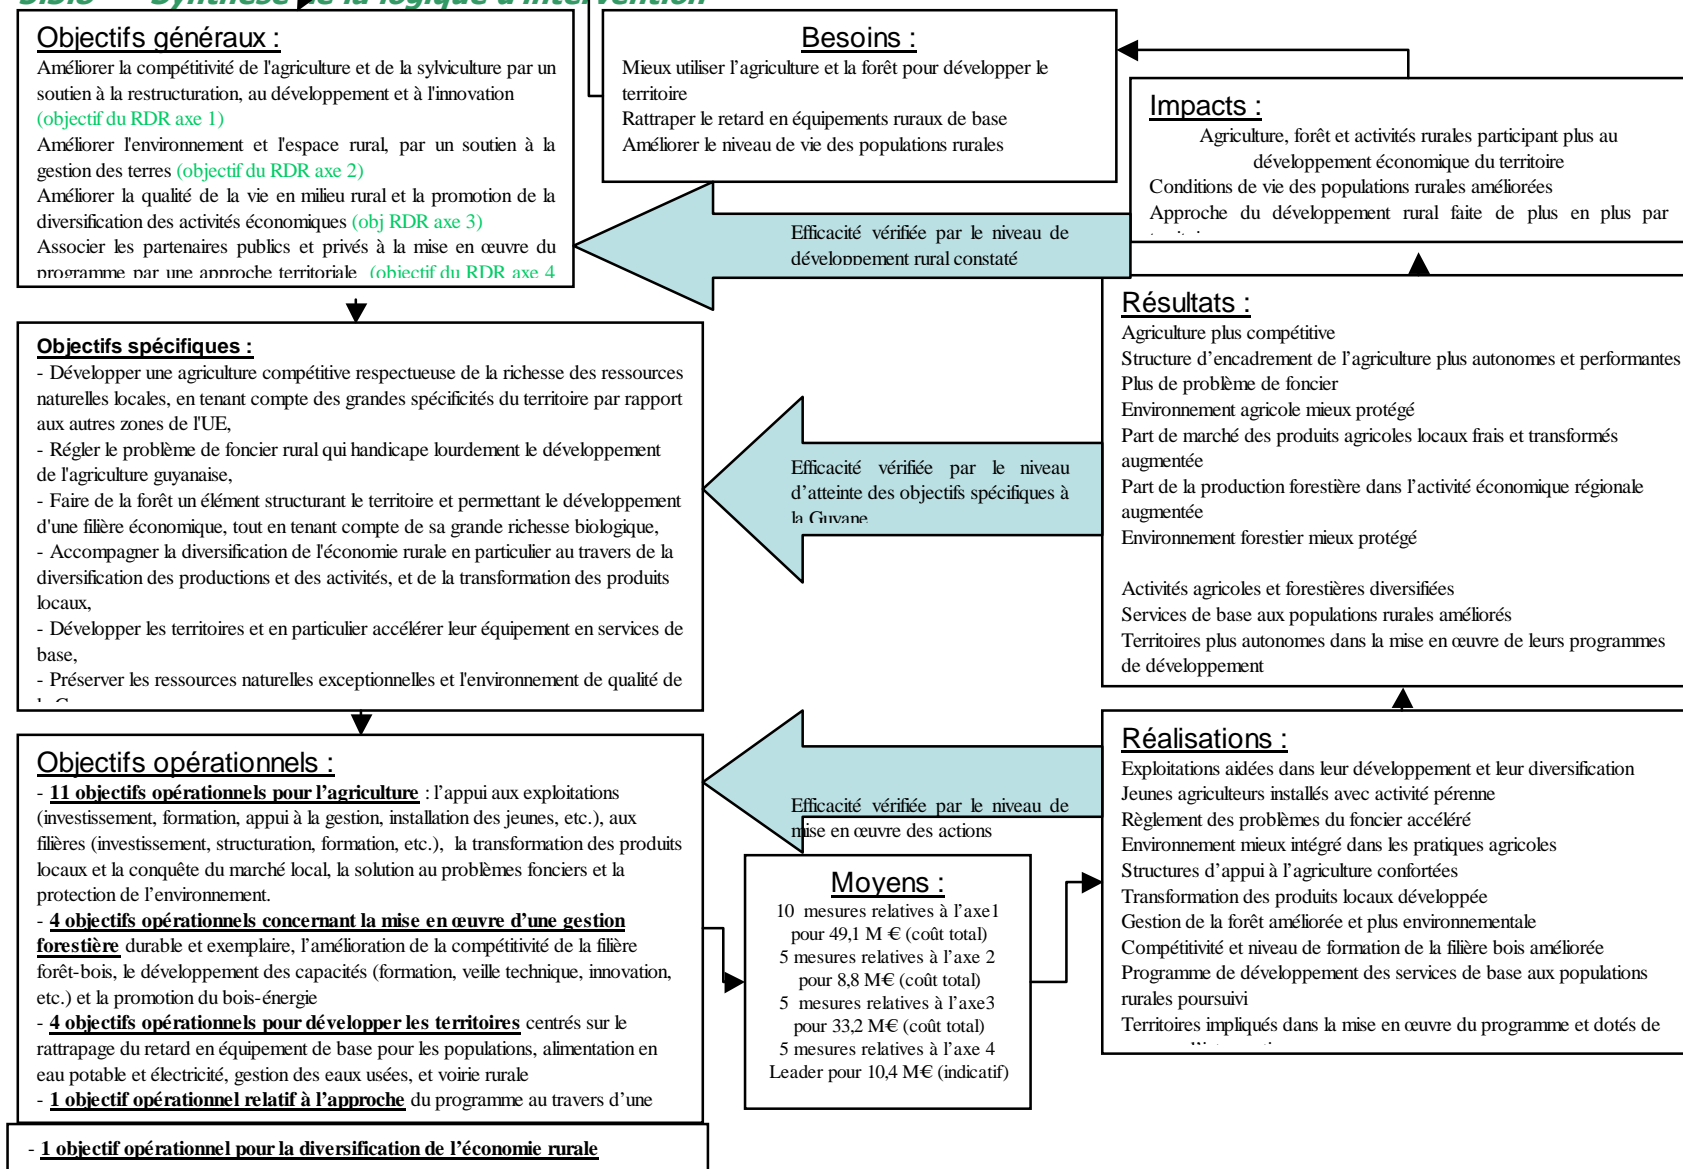 Synthèse de la logique d'intervention
Objectifs généraux :
Améliorer la compétitivité de l'agriculture et de la sylviculture par un
soutien à la restructuration, au développement et à l'innovation
(objectif du RDR axe 1)
Améliorer l'environnement et l'espace rural, par un soutien à la
gestion des terres (objectif du RDR axe 2)
Améliorer la qualité de la vie en milieu rural et la promotion de la
diversification des activités économiques (obj RDR axe 3)
Associer les partenaires publics et privés à la mise en œuvre du
programme par une approche territoriale (objectif du RDR axe 4
Besoins :
Mieux utiliser l'agriculture et la forêt pour développer le
territoire
Rattraper le retard en équipements ruraux de base
Améliorer le niveau de vie des populations rurales
Impacts :
Agriculture, forêt et activités rurales participant plus au
développement économique du territoire
Conditions de vie des populations rurales améliorées
Approche du développement rural faite de plus en plus par
Efficacité vérifiée par le niveau de
développement rural constaté
Objectifs spécifiques :
- Développer une agriculture compétitive respectueuse de la richesse des ressources
naturelles locales, en tenant compte des grandes spécificités du territoire par rapport
aux autres zones de l'UE,
- Régler le problème de foncier rural qui handicape lourdement le développement
de l'agriculture guyanaise,
- Faire de la forêt un élément structurant le territoire et permettant le développement
d'une filière économique, tout en tenant compte de sa grande richesse biologique,
- Accompagner la diversification de l'économie rurale en particulier au travers de la
diversification des productions et des activités, et de la transformation des produits
locaux,
- Développer les territoires et en particulier accélérer leur équipement en services de
base,
- Préserver les ressources naturelles exceptionnelles et l'environnement de qualité de
Efficacité vérifiée par le niveau
d'atteinte des objectifs spécifiques à
la Guyane
Résultats :
Agriculture plus compétitive
Structure d'encadrement de l'agriculture plus autonomes et performantes
Plus de problème de foncier
Environnement agricole mieux protégé
Part de marché des produits agricoles locaux frais et transformés
augmentée
Part de la production forestière dans l'activité économique régionale
augmentée
Environnement forestier mieux protégé
Activités agricoles et forestières diversifiées
Services de base aux populations rurales améliorés
Territoires plus autonomes dans la mise en œuvre de leurs programmes
de développement
Objectifs opérationnels :
- 11 objectifs opérationnels pour l'agriculture : l'appui aux exploitations
(investissement, formation, appui à la gestion, installation des jeunes, etc.), aux
filières (investissement, structuration, formation, etc.), la transformation des produits
locaux et la conquête du marché local, la solution au problèmes fonciers et la
protection de l'environnement.
- 4 objectifs opérationnels concernant la mise en œuvre d'une gestion
forestière durable et exemplaire, l'amélioration de la compétitivité de la filière
forêt-bois, le développement des capacités (formation, veille technique, innovation,
etc.) et la promotion du bois-énergie
- 4 objectifs opérationnels pour développer les territoires centrés sur le
rattrapage du retard en équipement de base pour les populations, alimentation en
eau potable et électricité, gestion des eaux usées, et voirie rurale
- 1 objectif opérationnel relatif à l'approche du programme au travers d'une
- 1 objectif opérationnel pour la diversification de l'économie rurale
Efficacité vérifiée par le niveau de
mise en œuvre des actions
Moyens :
10 mesures relatives à l'axe1
pour 49,1 M € (coût total)
5 mesures relatives à l'axe 2
pour 8,8 M€ (coût total)
5 mesures relatives à l'axe3
pour 33,2 M€ (coût total)
5 mesures relatives à l'axe 4
Leader pour 10,4 M€ (indicatif)
Réalisations :
Exploitations aidées dans leur développement et leur diversification
Jeunes agriculteurs installés avec activité pérenne
Règlement des problèmes du foncier accéléré
Environnement mieux intégré dans les pratiques agricoles
Structures d'appui à l'agriculture confortées
Transformation des produits locaux développée
Gestion de la forêt améliorée et plus environnementale
Compétitivité et niveau de formation de la filière bois améliorée
Programme de développement des services de base aux populations
rurales poursuivi
Territoires impliqués dans la mise en œuvre du programme et dotés de